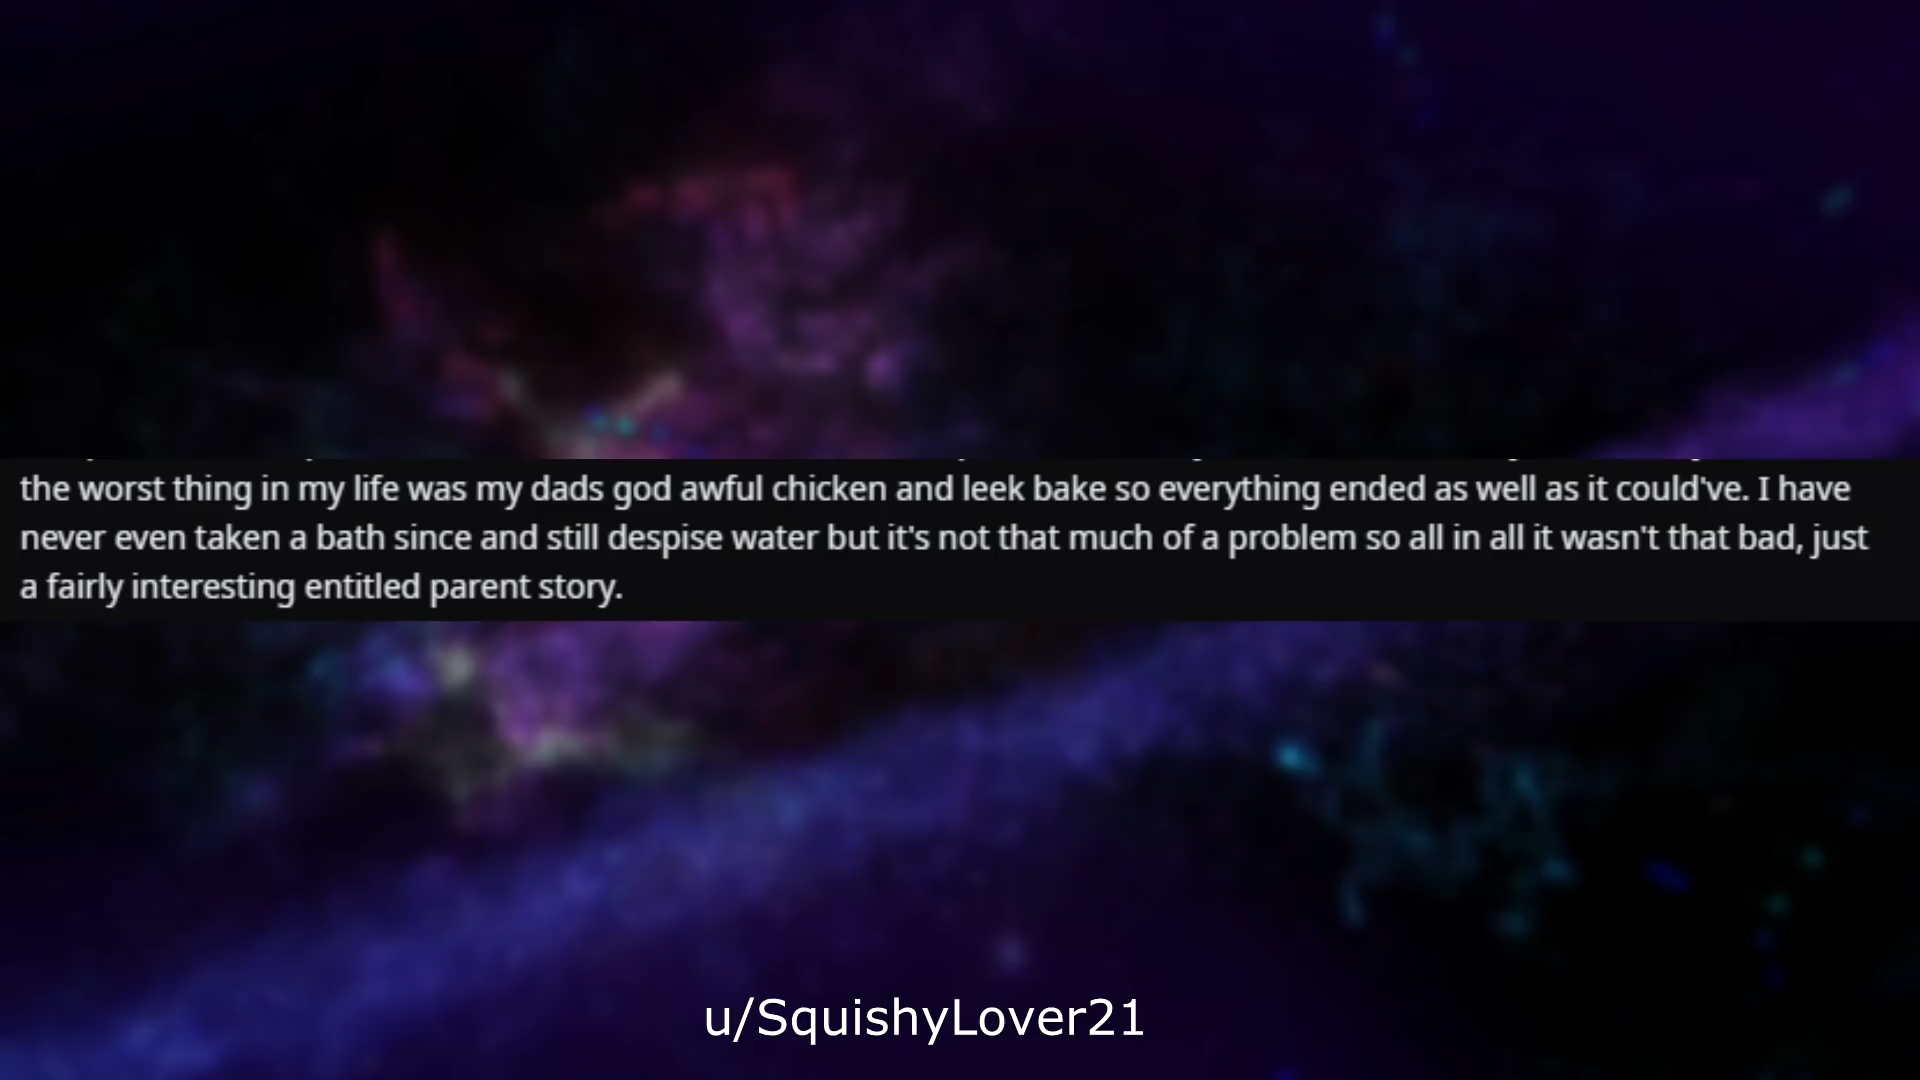 the worst thing in my life was my dads god awful chicken and leek bake so everything ended as well as it could've. I have
never even taken a bath since and still despise water but it's not that much of a problem so all in all it wasn't that bad, just
a fairly interesting entitled parent story.
u/SquishyLover21